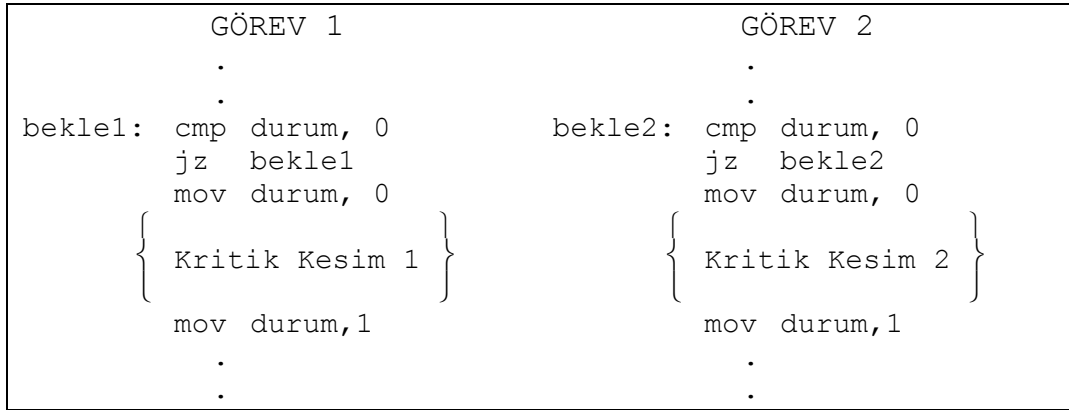 GÖREV 1 GÖREV 2
. .
. .
bekle1: cmp durum, 0 bekle2: cmp durum, 0
jz bekle1 jz bekle2
mov durum, 0 mov durum, 0
{ Kritik Kesim 1 } { Kritik Kesim 2 }
mov durum,1 mov durum,1
. .
. .